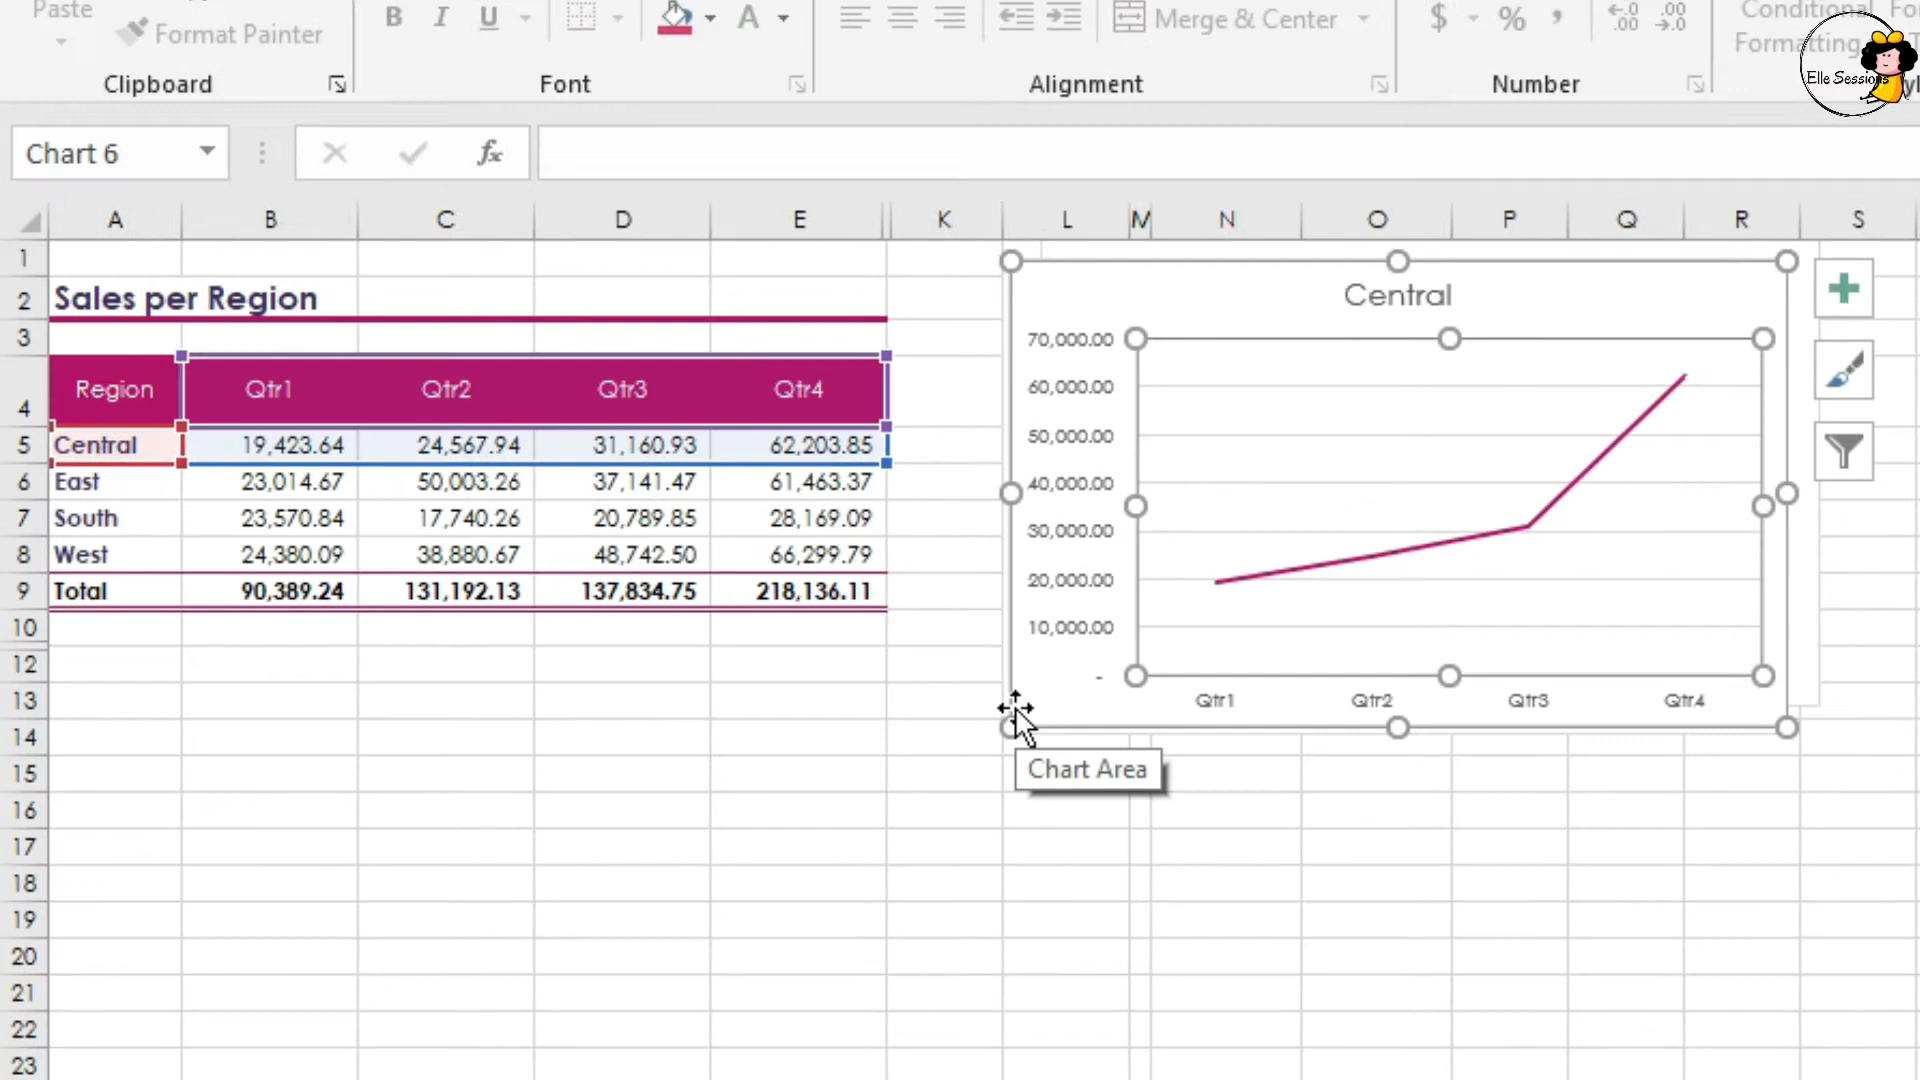 Paste
Format Painter
Clipboard
B I U
A
Font
Merge & Center
Alignment
$ % ,
Number
Conditional
Formatting
Elle Sessions
Chart 6
fx
A B C D E K L M N O P Q R S
1
2 Sales per Region
3
4 Region Qtr1 Qtr2 Qtr3 Qtr4
5 Central 19,423.64 24,567.94 31,160.93 62,203.85
6 East 23,014.67 50,003.26 37,141.47 61,463.37
7 South 23,570.84 17,740.26 20,789.85 28,169.09
8 West 24,380.09 38,880.67 48,742.50 66,299.79
9 Total 90,389.24 131,192.13 137,834.75 218,136.11
10
12
13
14
15
16
17
18
19
20
21
22
23
Central
70,000.00
60,000.00
50,000.00
40,000.00
30,000.00
20,000.00
10,000.00
-
Qtr1 Qtr2 Qtr3 Qtr4
Chart Area